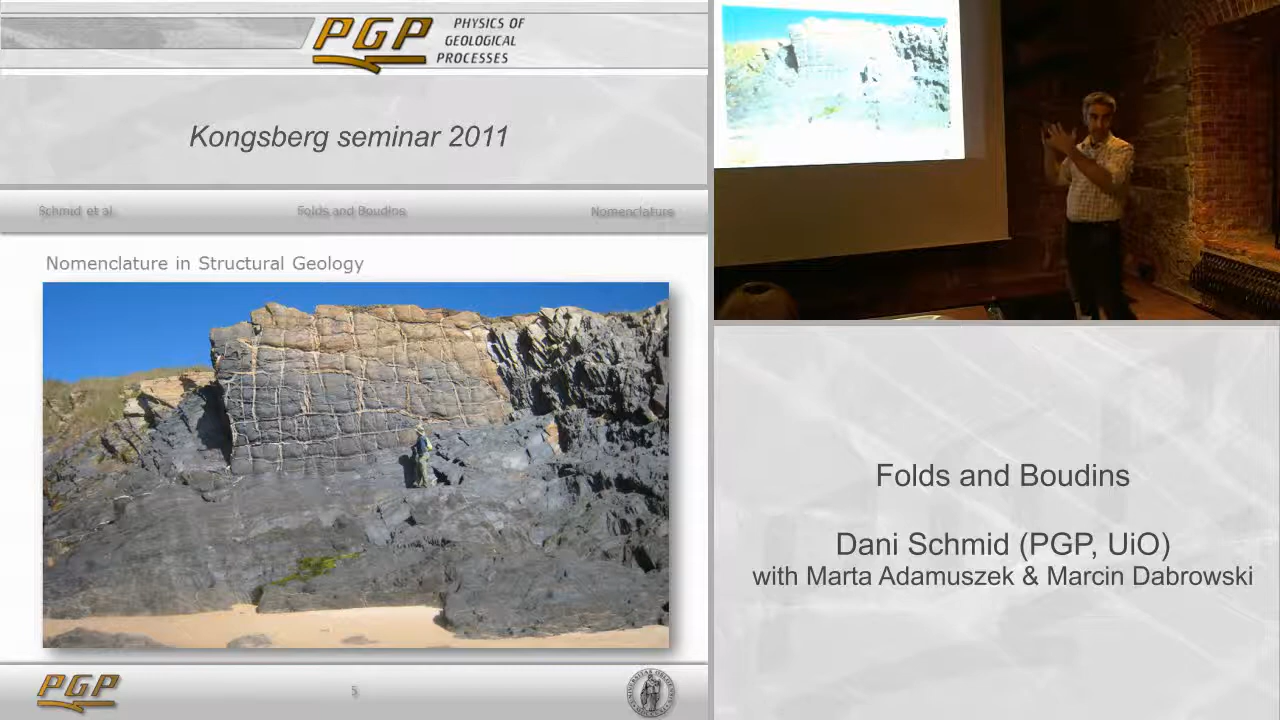 PGP
PHYSICS OF
GEOLOGICAL
PROCESSES
Kongsberg seminar 2011
Schmid et al
Folds and Boudins
Nomenclature
Nomenclature in Structural Geology
PGP
5
Folds and Boudins
Dani Schmid (PGP, UiO)
with Marta Adamuszek & Marcin Dabrowski